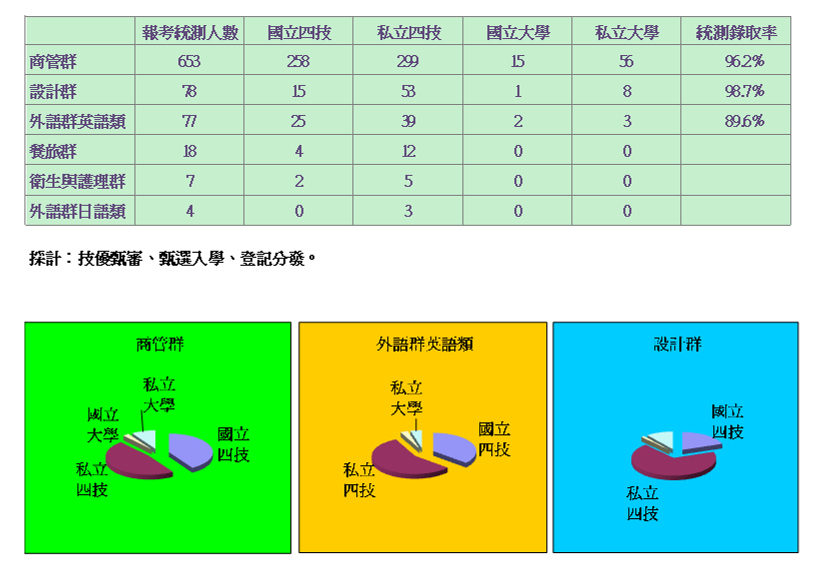 報考統測人數 國立四技 私立四技 國立大學 私立大學 統測錄取率
商管群 653 258 299 15 56 96.2%
設計群 78 15 53 1 8 98.7%
外語群英語類 77 25 39 2 3 89.6%
餐旅群 18 4 12 0 0
衛生與護理群 7 2 5 0 0
外語群日語類 4 0 3 0 0
採計：技優甄審、甄選入學、登記分發。
商管群
私立
大學
國立
大學
國立
四技
私立
四技
外語群英語類
私立
大學
國立
四技
私立
四技
設計群
國立
四技
私立
四技